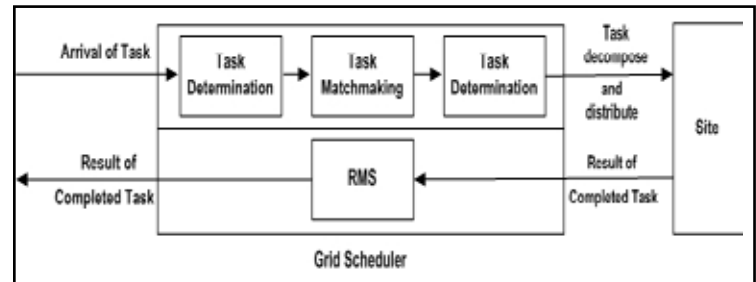 Arrival of Task
Task
Determination
Task
Matchmaking
Task
Determination
Task
decompose
and
distribute
Site
Result of
Completed Task
RMS
Result of
Completed Task
Grid Scheduler